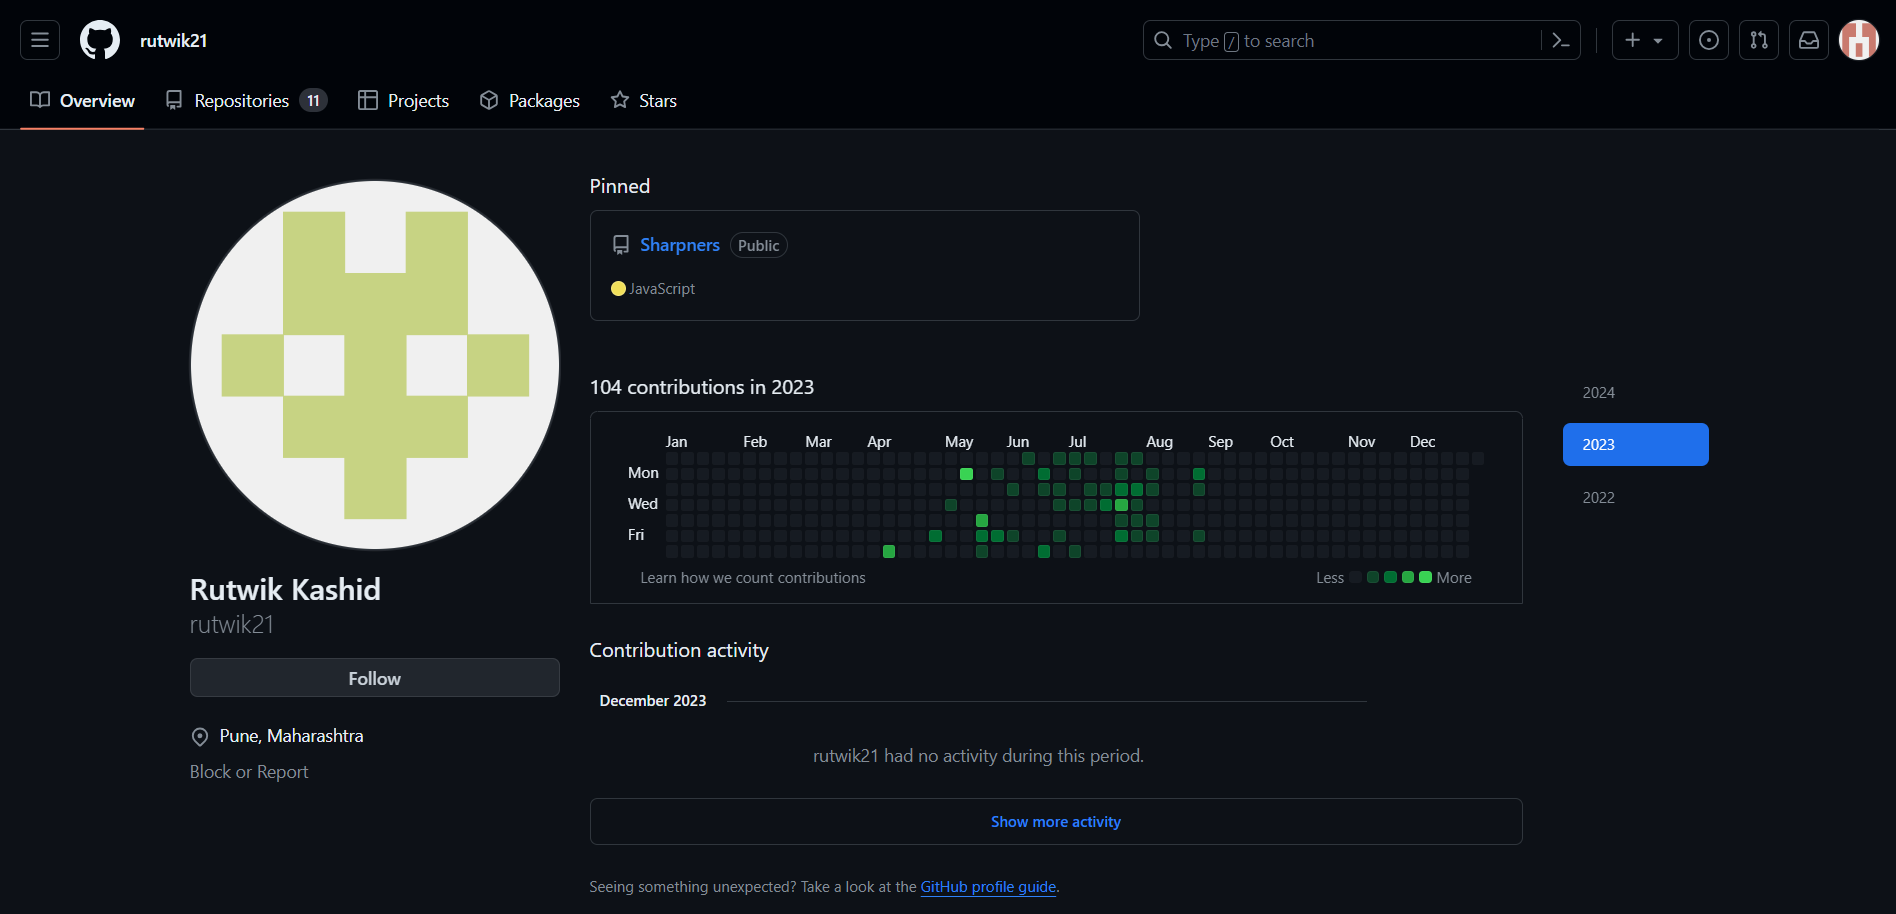 rutwik21
Type / to search
Overview Repositories 11 Projects Packages Stars
Pinned
Sharpners Public
JavaScript
104 contributions in 2023
2024
2023
2022
Jan Feb Mar Apr May Jun Jul Aug Sep Oct Nov Dec
Mon
Wed
Fri
Learn how we count contributions
Less More
Rutwik Kashid
rutwik21
Follow
Pune, Maharashtra
Block or Report
Contribution activity
December 2023
rutwik21 had no activity during this period.
Show more activity
Seeing something unexpected? Take a look at the GitHub profile guide.